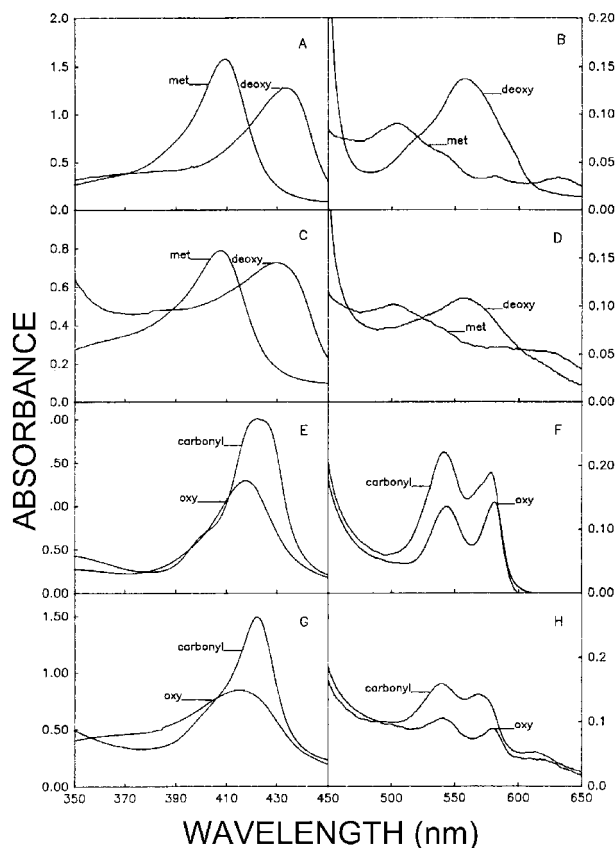 2.0
A
B
0.20
1.5
met
deoxy
deoxy
0.15
1.0
0.10
0.5
met
0.05
0.0
0.00
C
D
0.8
met
deoxy
0.15
0.6
deoxy
0.10
0.4
met
0.05
0.2
0.0
0.00
.00
E
F
carbonyl
0.20
.50
carbonyl
oxy
oxy
.00
0.10
0.50
0.00
0.00
G
H
1.50
carbonyl
0.2
carbonyl
1.00
oxy
oxy
0.1
0.50
0.00
0.0
350 370 390 410 430 450 500 550 600 650
ABSORBANCE
WAVELENGTH (nm)